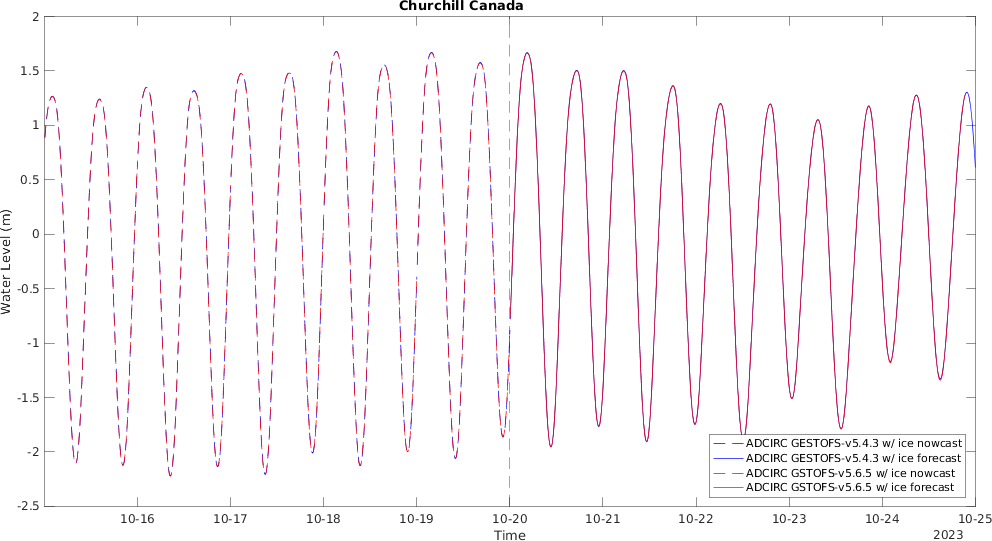 Churchill Canada
2
1.5
1
0.5
0
-0.5
-1
-1.5
-2
-2.5
Water Level (m)
10-16 10-17 10-18 10-19 10-20 10-21 10-22 10-23 10-24 10-25
Time
2023
ADCIRC GESTOFS-v5.4.3 w/ ice nowcast
ADCIRC GESTOFS-v5.4.3 w/ ice forecast
ADCIRC GSTOFS-v5.6.5 w/ ice nowcast
ADCIRC GSTOFS-v5.6.5 w/ ice forecast